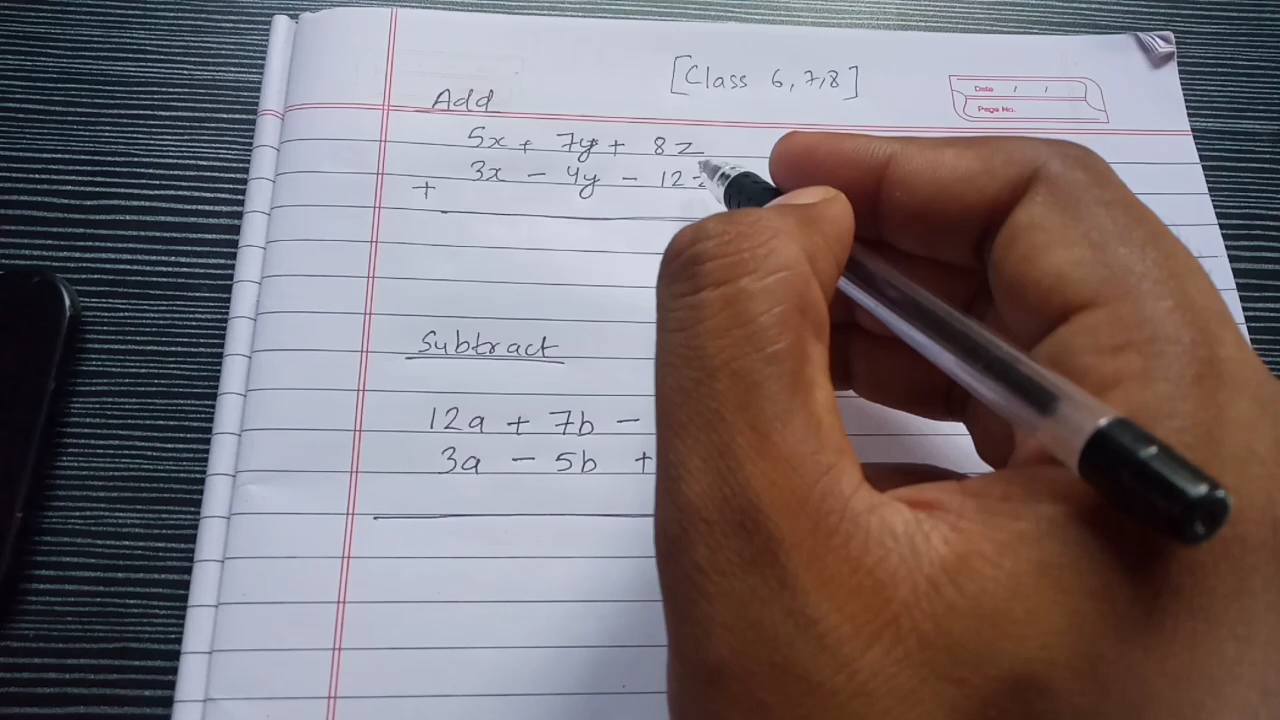 [Class 6, 7, 8]
Add
Date / /
Page No.
5x + 7y + 8z
3x - 4y - 12z
+
Subtract
12a + 7b -
3a - 5b +